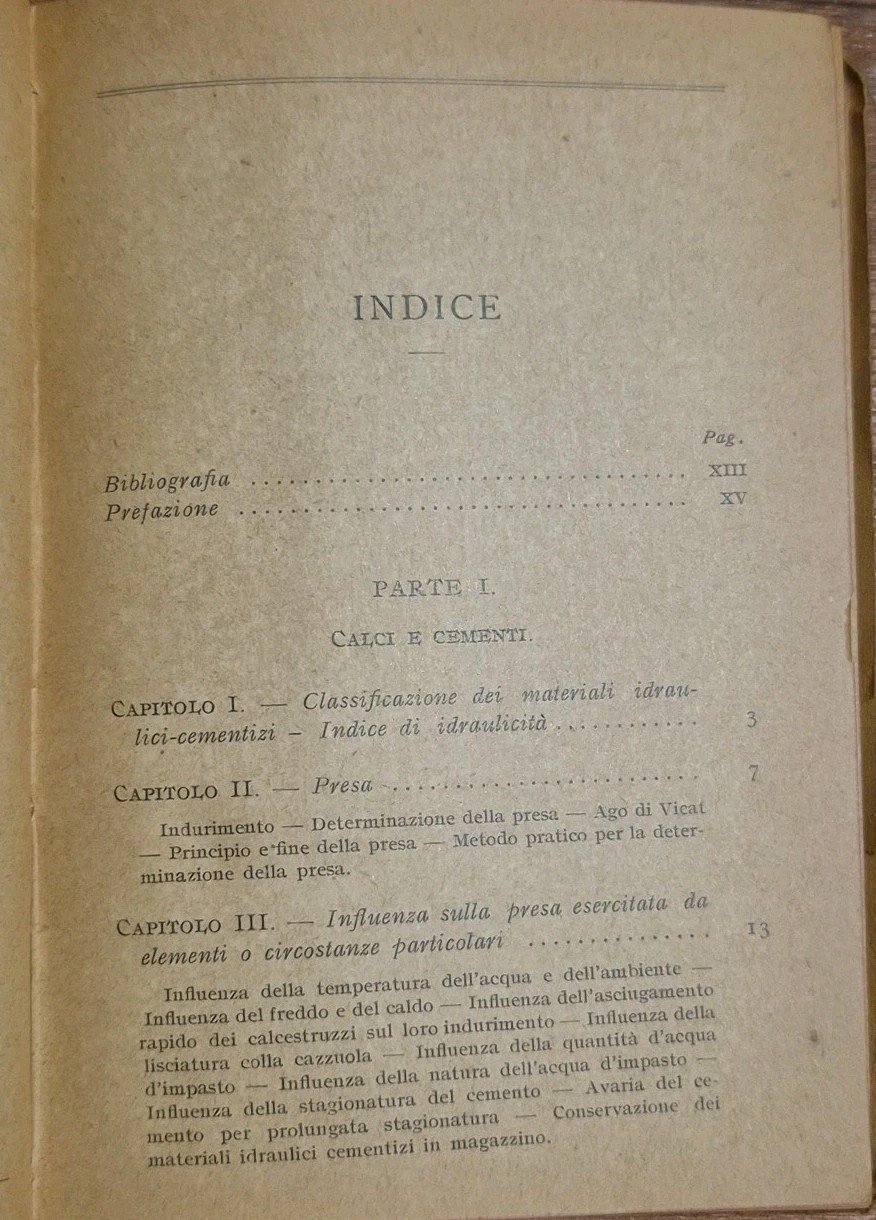 INDICE
Pag.
Bibliografia .................................. XIII
Prefazione .................................. XV
PARTE I.
CALCI E CEMENTI.
CAPITOLO I. — Classificazione dei materiali idrau-
lici-cementizi – Indice di idraulicità ............ 3
CAPITOLO II. — Presa ........................ 7
Indurimento — Determinazione della presa — Ago di Vicat
— Principio e fine della presa — Metodo pratico per la deter-
minazione della presa.
CAPITOLO III. — Influenza sulla presa esercitata da
elementi o circostanze particolari ............... 13
Influenza della temperatura dell'acqua e dell'ambiente —
Influenza del freddo e del caldo — Influenza dell'asciugamento
rapido dei calcestruzzi sul loro indurimento — Influenza della
lisciatura colla cazzuola — Influenza della quantità d'acqua
d'impasto — Influenza della natura dell'acqua d'impasto —
Influenza della stagionatura del cemento — Avaria del ce-
mento per prolungata stagionatura — Conservazione dei
materiali idraulici cementizi in magazzino.